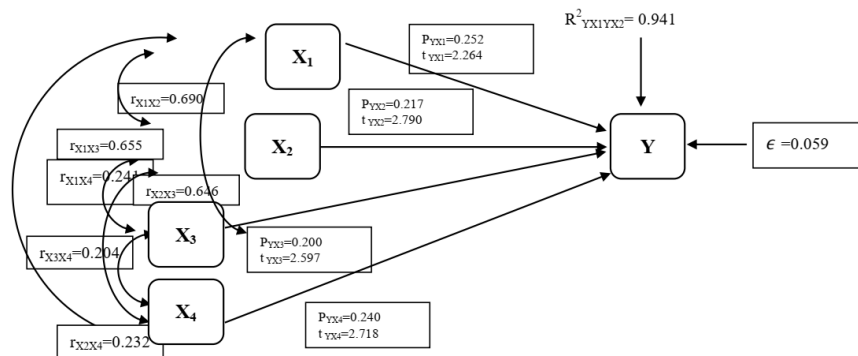 R²YX1YX2= 0.941
PYX1=0.252
tYX1=2.264
X₁
rX1X2=0.690
PYX2=0.217
tYX2=2.790
X₂
Y
ϵ =0.059
rX1X3=0.655
rX1X4=0.241
rX2X3=0.646
X₃
PYX3=0.200
tYX3=2.597
rX3X4=0.204
X₄
PYX4=0.240
tYX4=2.718
rX2X4=0.232